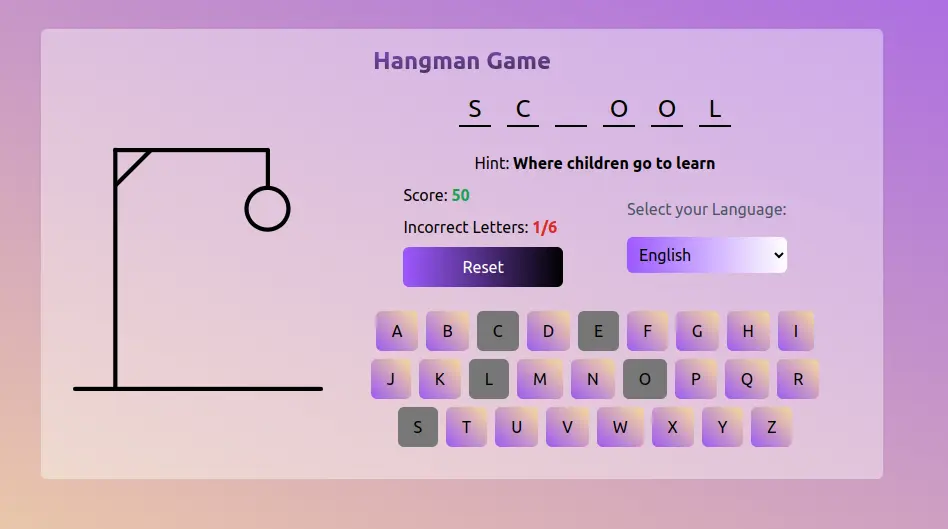 Hangman Game
S C _ O O L
Hint: Where children go to learn
Score: 50
Incorrect Letters: 1/6
Reset
Select your Language:
English
A B C D E F G H I
J K L M N O P Q R
S T U V W X Y Z